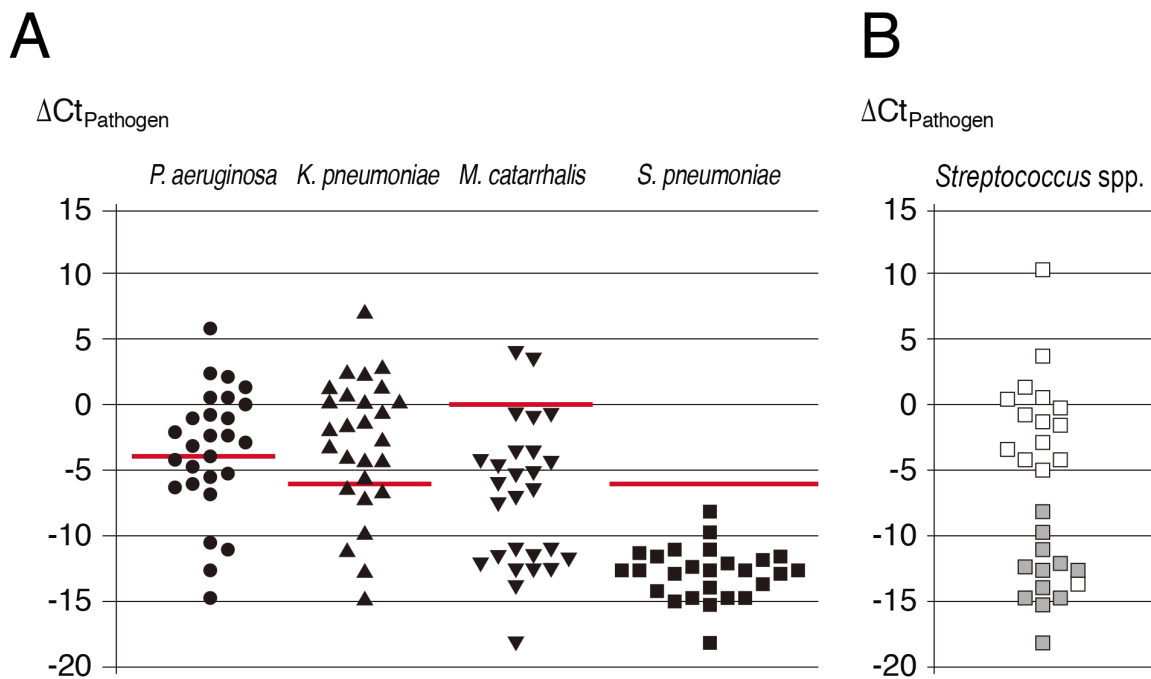 A
B
ΔCtPathogen
ΔCtPathogen
P. aeruginosa K. pneumoniae M. catarrhalis S. pneumoniae
Streptococcus spp.
15
10
5
0
-5
-10
-15
-20
15
10
5
0
-5
-10
-15
-20